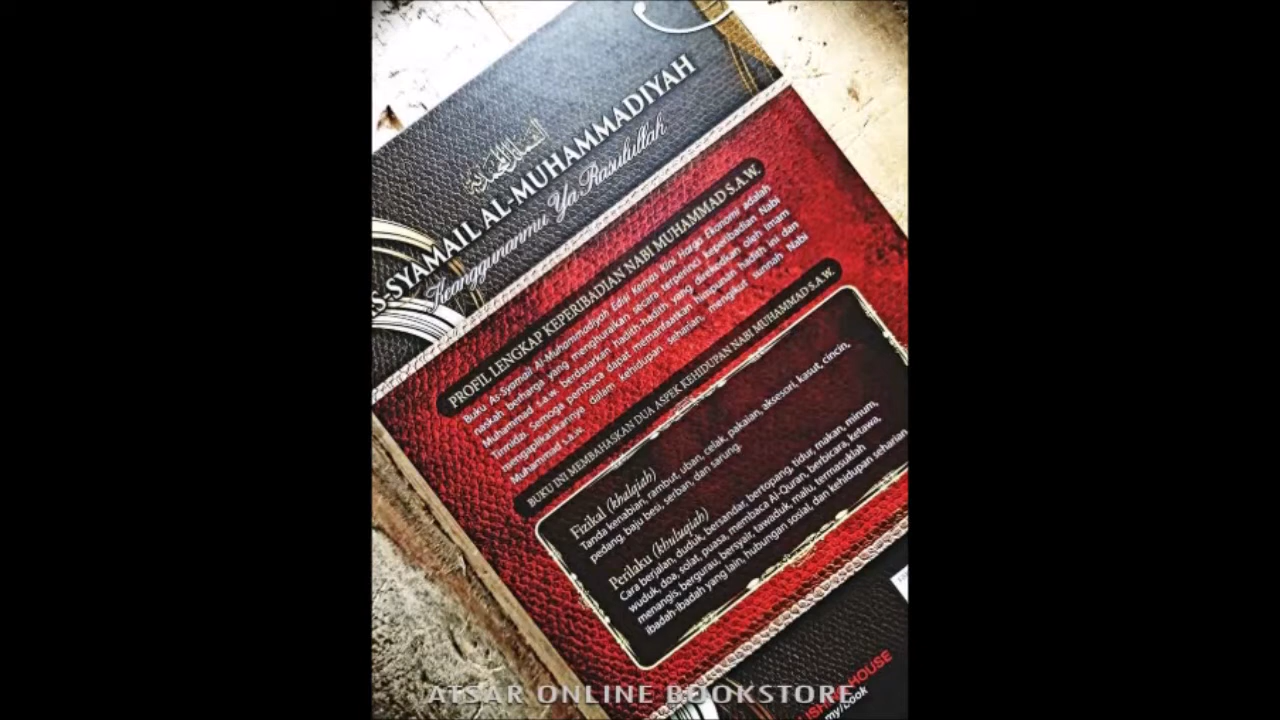 الشمائل المحمدية
S-SYAMAIL AL-MUHAMMADIYAH
Keanggunanmu Ya Rasulullah
PROFIL LENGKAP KEPERIBADIAN NABI MUHAMMAD S.A.W.
Buku As-Syamail Al-Muhammadiyah Edisi Kemas Kini Harga Ekonomi adalah
naskah berharga yang menghuraikan secara terperinci keperibadian Nabi
Muhammad s.a.w. berdasarkan hadith-hadith yang direkodkan oleh Imam
Tirmidzi. Semoga pembaca dapat memanfaatkan himpunan hadith ini dan
mengaplikasikannya dalam kehidupan seharian, mengikut sunnah Nabi
Muhammad s.a.w.
BUKU INI MEMBAHASKAN DUA ASPEK KEHIDUPAN NABI MUHAMMAD S.A.W.
Fizikal (khalqiah)
Tanda kenabian, rambut, uban, celak, pakaian, aksesori, kasut, cincin,
pedang, baju besi, serban, dan sarung.
Perilaku (khuluqiah)
Cara berjalan, duduk, bersandar, bertopang, tidur, makan, minum,
wuduk, doa, solat, puasa, membaca Al-Quran, berbicara, ketawa,
menangis, bergurau, bersyair, tawaduk, malu, termasuklah
ibadah-ibadah yang lain, hubungan sosial, dan kehidupan seharian
LISHING HOUSE
my/book
ATSAR ONLINE BOOKSTORE